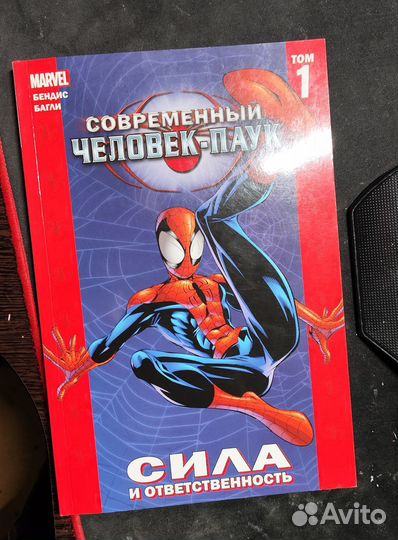 MARVEL
БЕНДИС
БАГЛИ
ТОМ
1
СОВРЕМЕННЫЙ
ЧЕЛОВЕК-ПАУК
СИЛА
И ОТВЕТСТВЕННОСТЬ
Avito